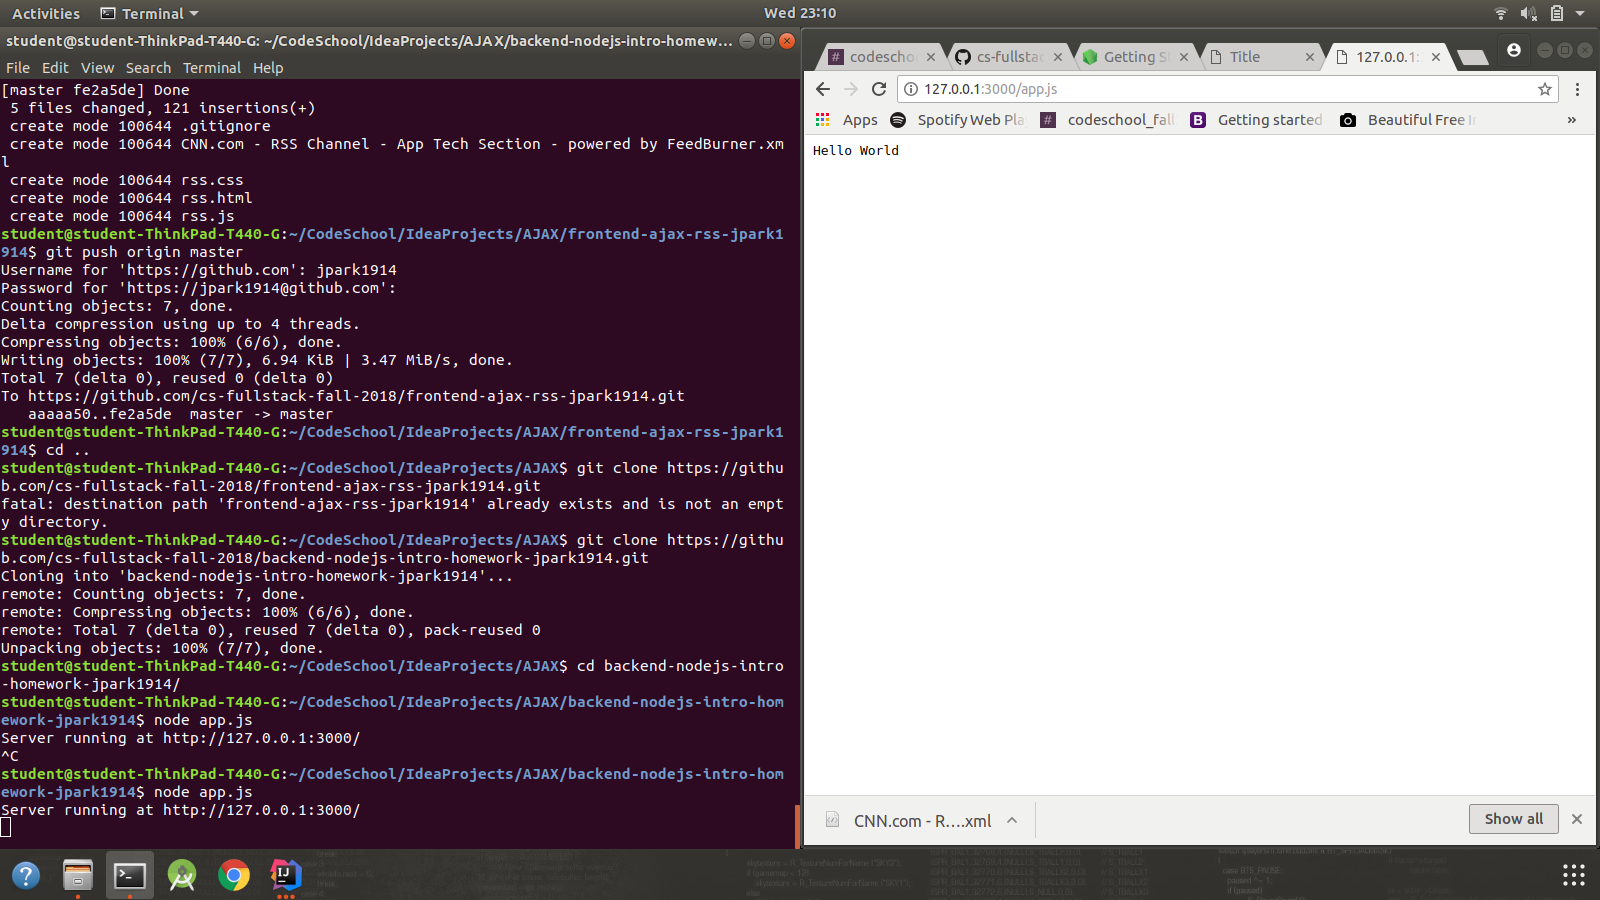 Activities
Terminal
Wed 23:10
student@student-ThinkPad-T440-G: ~/CodeSchool/IdeaProjects/AJAX/backend-nodejs-intro-homew...
File Edit View Search Terminal Help
[master fe2a5de] Done
5 files changed, 121 insertions(+)
create mode 100644 .gitignore
create mode 100644 CNN.com - RSS Channel - App Tech Section - powered by FeedBurner.xm
l
create mode 100644 rss.css
create mode 100644 rss.html
create mode 100644 rss.js
student@student-ThinkPad-T440-G:~/CodeSchool/IdeaProjects/AJAX/frontend-ajax-rss-jpark1
914$ git push origin master
Username for 'https://github.com': jpark1914
Password for 'https://jpark1914@github.com':
Counting objects: 7, done.
Delta compression using up to 4 threads.
Compressing objects: 100% (6/6), done.
Writing objects: 100% (7/7), 6.94 KiB | 3.47 MiB/s, done.
Total 7 (delta 0), reused 0 (delta 0)
To https://github.com/cs-fullstack-fall-2018/frontend-ajax-rss-jpark1914.git
aaaaa50..fe2a5de  master -> master
student@student-ThinkPad-T440-G:~/CodeSchool/IdeaProjects/AJAX/frontend-ajax-rss-jpark1
914$ cd ..
student@student-ThinkPad-T440-G:~/CodeSchool/IdeaProjects/AJAX$ git clone https://githu
b.com/cs-fullstack-fall-2018/frontend-ajax-rss-jpark1914.git
fatal: destination path 'frontend-ajax-rss-jpark1914' already exists and is not an empt
y directory.
student@student-ThinkPad-T440-G:~/CodeSchool/IdeaProjects/AJAX$ git clone https://githu
b.com/cs-fullstack-fall-2018/backend-nodejs-intro-homework-jpark1914.git
Cloning into 'backend-nodejs-intro-homework-jpark1914'...
remote: Counting objects: 7, done.
remote: Compressing objects: 100% (6/6), done.
remote: Total 7 (delta 0), reused 7 (delta 0), pack-reused 0
Unpacking objects: 100% (7/7), done.
student@student-ThinkPad-T440-G:~/CodeSchool/IdeaProjects/AJAX$ cd backend-nodejs-intro
-homework-jpark1914/
student@student-ThinkPad-T440-G:~/CodeSchool/IdeaProjects/AJAX/backend-nodejs-intro-hom
ework-jpark1914$ node app.js
Server running at http://127.0.0.1:3000/
^C
student@student-ThinkPad-T440-G:~/CodeSchool/IdeaProjects/AJAX/backend-nodejs-intro-hom
ework-jpark1914$ node app.js
Server running at http://127.0.0.1:3000/
codescho cs-fullsta Getting S Title 127.0.0.1:
127.0.0.1:3000/app.js
Apps Spotify Web Pla codeschool_fall Getting started Beautiful Free I »
Hello World
CNN.com - R....xml
Show all